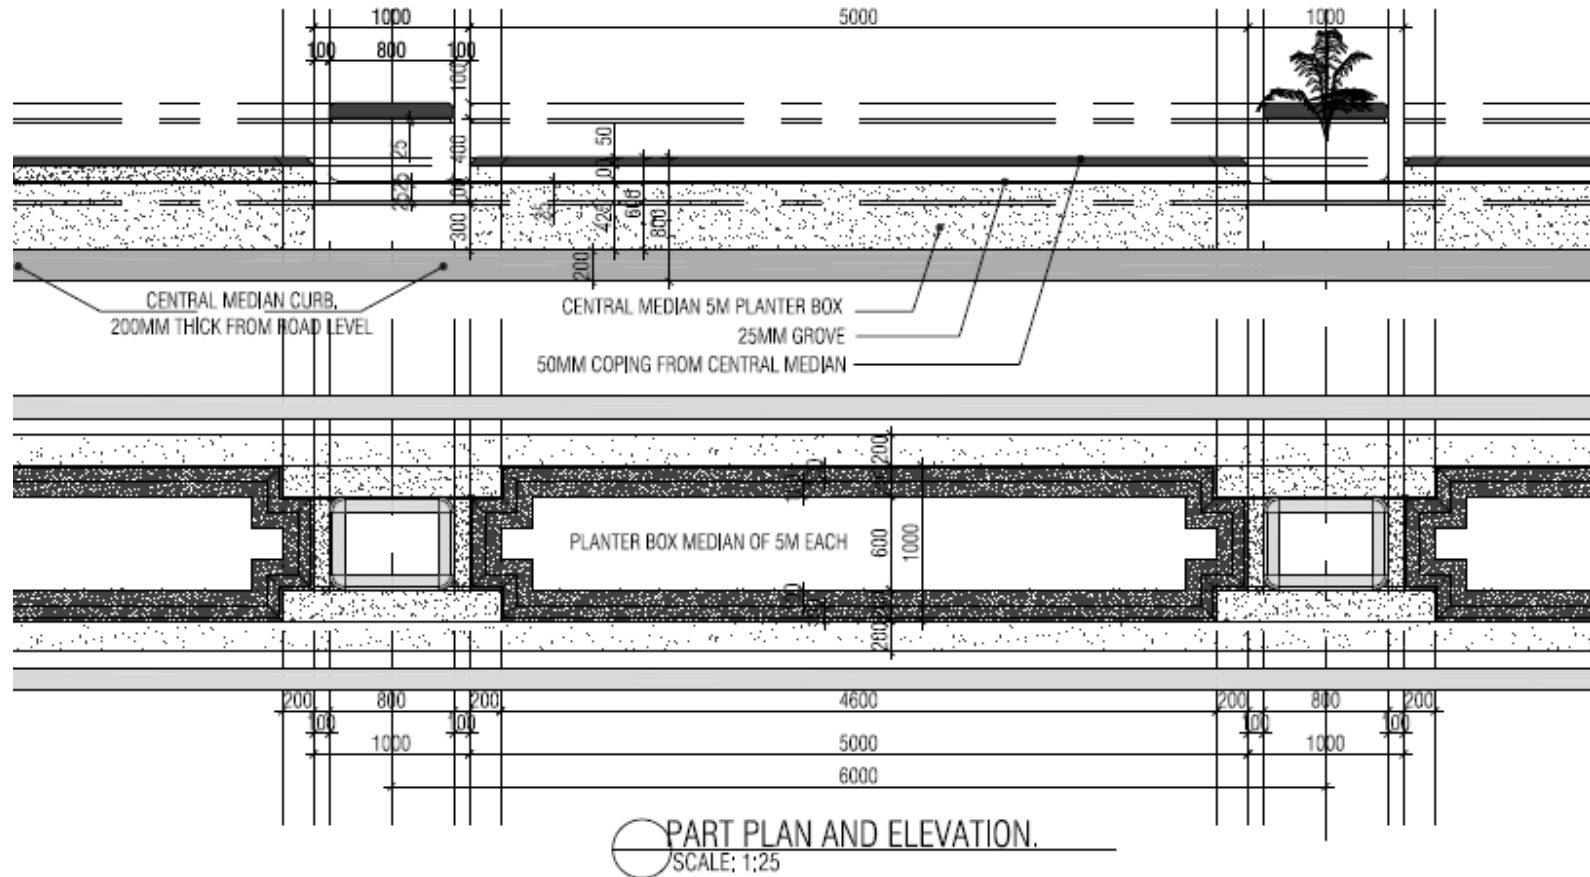 1000 5000 1000
100 800 100
100
50
25 400
600
25 420 800
300
200
CENTRAL MEDIAN CURB,
200MM THICK FROM ROAD LEVEL
CENTRAL MEDIAN 5M PLANTER BOX
25MM GROVE
50MM COPING FROM CENTRAL MEDIAN
200
PLANTER BOX MEDIAN OF 5M EACH
600 1000
200 800 200 4600 200 800 200
100 100 100 100
1000 5000 1000
6000
PART PLAN AND ELEVATION.
SCALE; 1;25